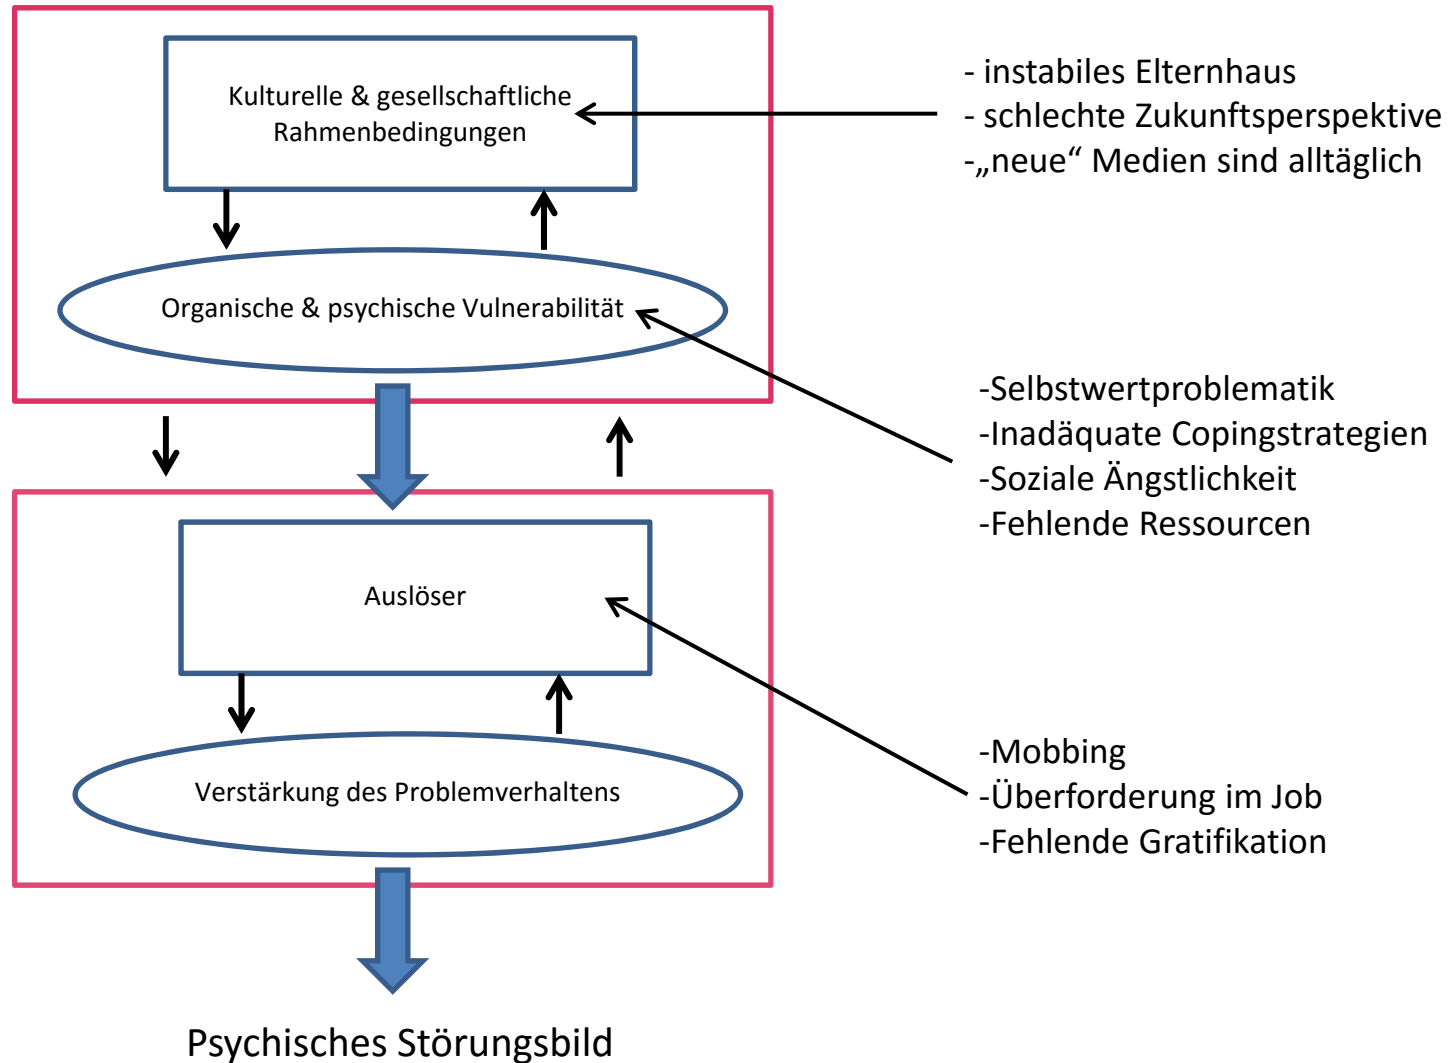 Kulturelle & gesellschaftliche
Rahmenbedingungen
- instabiles Elternhaus
- schlechte Zukunftsperspektive
-„neue“ Medien sind alltäglich
Organische & psychische Vulnerabilität
-Selbstwertproblematik
-Inadäquate Copingstrategien
-Soziale Ängstlichkeit
-Fehlende Ressourcen
Auslöser
-Mobbing
-Überforderung im Job
-Fehlende Gratifikation
Verstärkung des Problemverhaltens
Psychisches Störungsbild